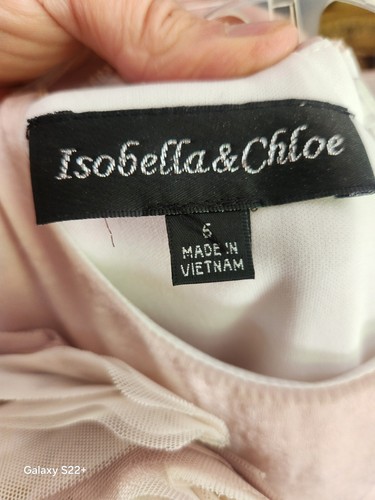 Isobella&Chloe
6
MADE IN
VIETNAM
Galaxy S22+